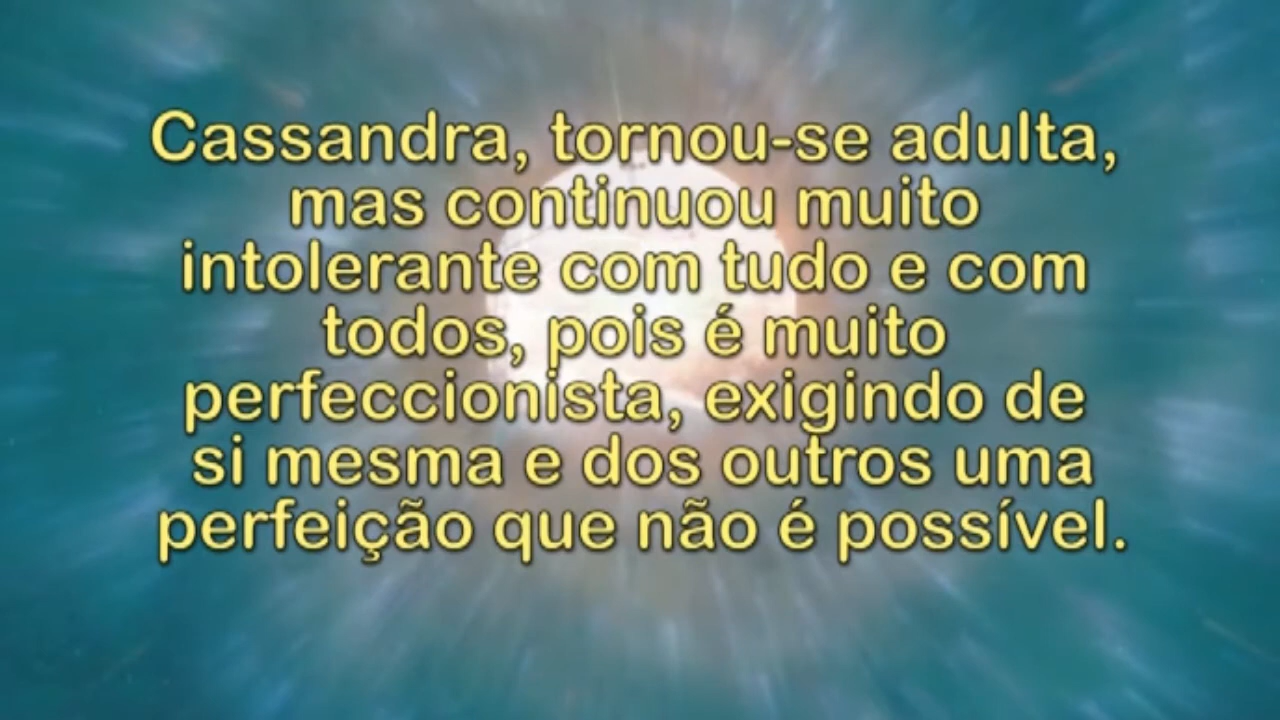 Cassandra, tornou-se adulta,
mas continuou muito
intolerante com tudo e com
todos, pois é muito
perfeccionista, exigindo de
si mesma e dos outros uma
perfeição que não é possível.